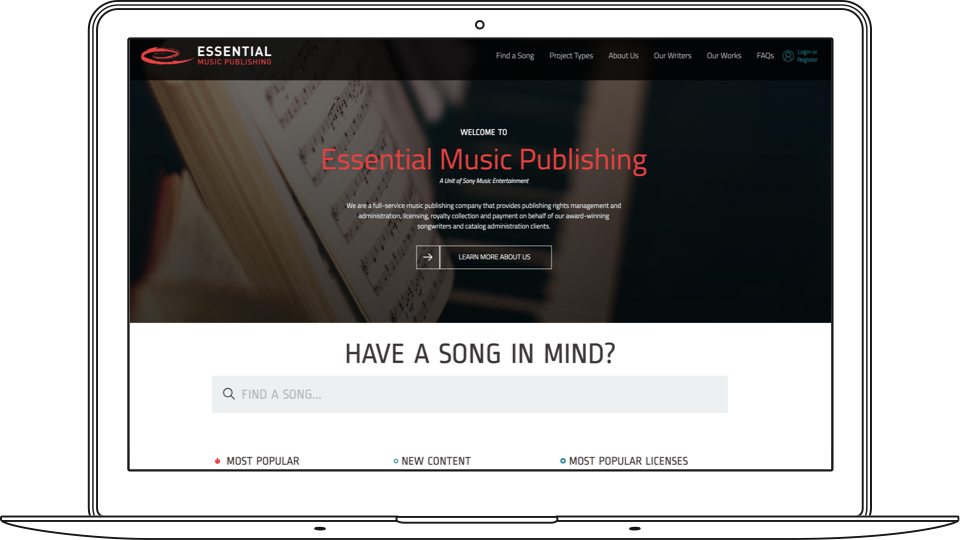 ESSENTIAL
MUSIC PUBLISHING
Find a Song Project Types About Us Our Writers Our Works FAQs Login or
Register
WELCOME TO
Essential Music Publishing
A Unit of Sony Music Entertainment
We are a full-service music publishing company that provides publishing rights management and
administration, licensing, royalty collection and payment on behalf of our award-winning
songwriters and catalog administration clients.
LEARN MORE ABOUT US
HAVE A SONG IN MIND?
FIND A SONG...
MOST POPULAR NEW CONTENT MOST POPULAR LICENSES